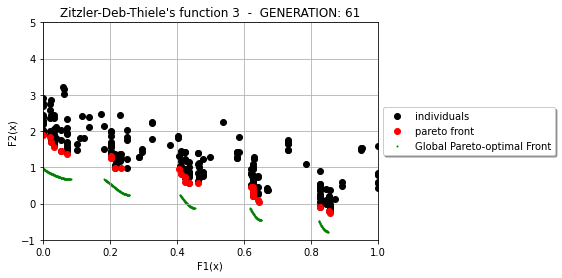 Zitzler-Deb-Thiele's function 3 - GENERATION: 61
5
4
3
2
1
0
−1
F2(x)
0.0 0.2 0.4 0.6 0.8 1.0
F1(x)
individuals
pareto front
Global Pareto-optimal Front